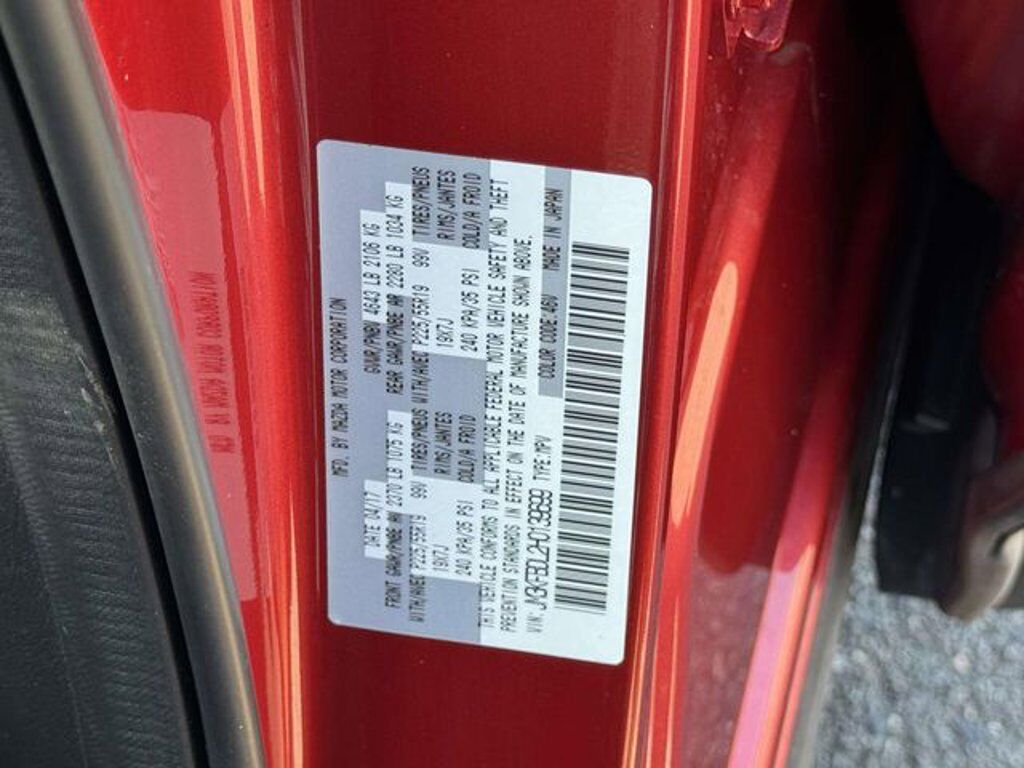 MFD. BY MAZDA MOTOR CORPORATION
DATE 04/17 GVWR/PNBV 4643 LB 2106 KG
FRONT GAWR/PNBE AV 2370 LB 1075 KG REAR GAWR/PNBE AR 2280 LB 1034 KG
WITH/AVEC P225/55R19 99V TIRES/PNEUS WITH/AVEC P225/55R19 99V TIRES/PNEUS
19X7J RIMS/JANTES 19X7J RIMS/JANTES
240 KPA/35 PSI COLD/A FROID 240 KPA/35 PSI COLD/A FROID
THIS VEHICLE CONFORMS TO ALL APPLICABLE FEDERAL MOTOR VEHICLE SAFETY AND THEFT
PREVENTION STANDARDS IN EFFECT ON THE DATE OF MANUFACTURE SHOWN ABOVE.
VIN: JM3KFBDL2H0139699 TYPE:MPV COLOR CODE:46V MADE IN JAPAN